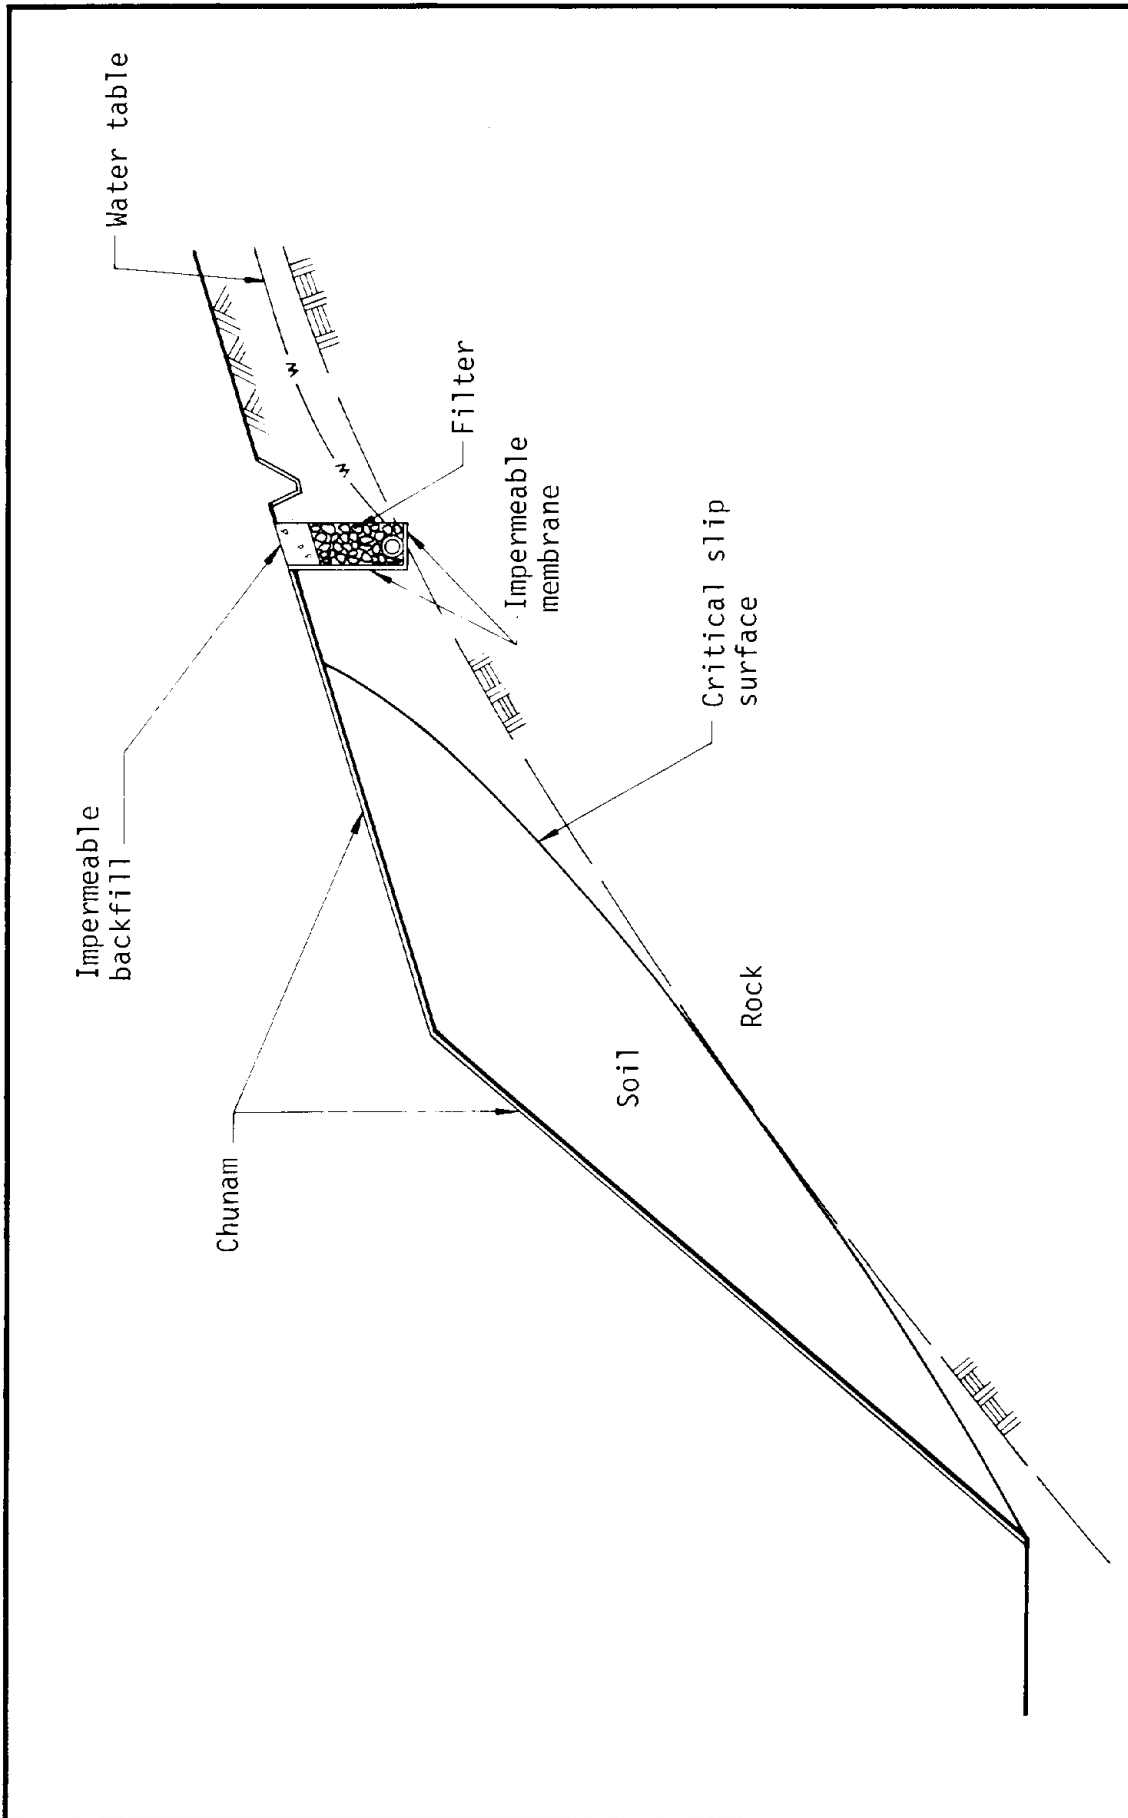 Water table
Impermeable
backfill
Filter
Impermeable
membrane
Chunam
Critical slip
surface
Soil
Rock